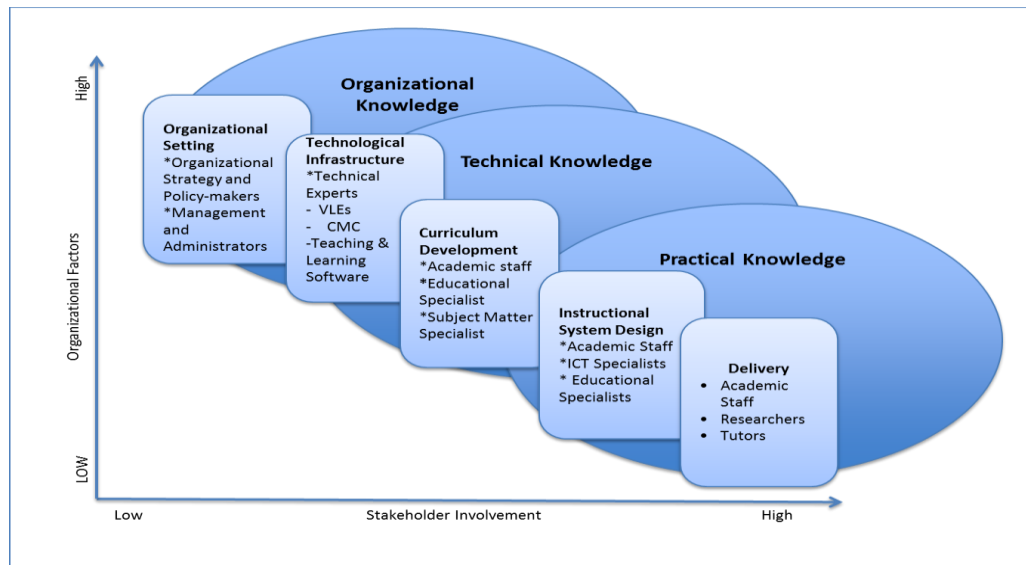 High
Organizational Factors
LOW
Organizational
Knowledge
Technical Knowledge
Practical Knowledge
Organizational
Setting
*Organizational
Strategy and
Policy-makers
*Management
and
Administrators
Technological
Infrastructure
*Technical
Experts
- VLEs
- CMC
-Teaching &
Learning
Software
Curriculum
Development
*Academic staff
*Educational
Specialist
*Subject Matter
Specialist
Instructional
System Design
*Academic Staff
*ICT Specialists
* Educational
Specialists
Delivery
• Academic
Staff
• Researchers
• Tutors
Low
Stakeholder Involvement
High